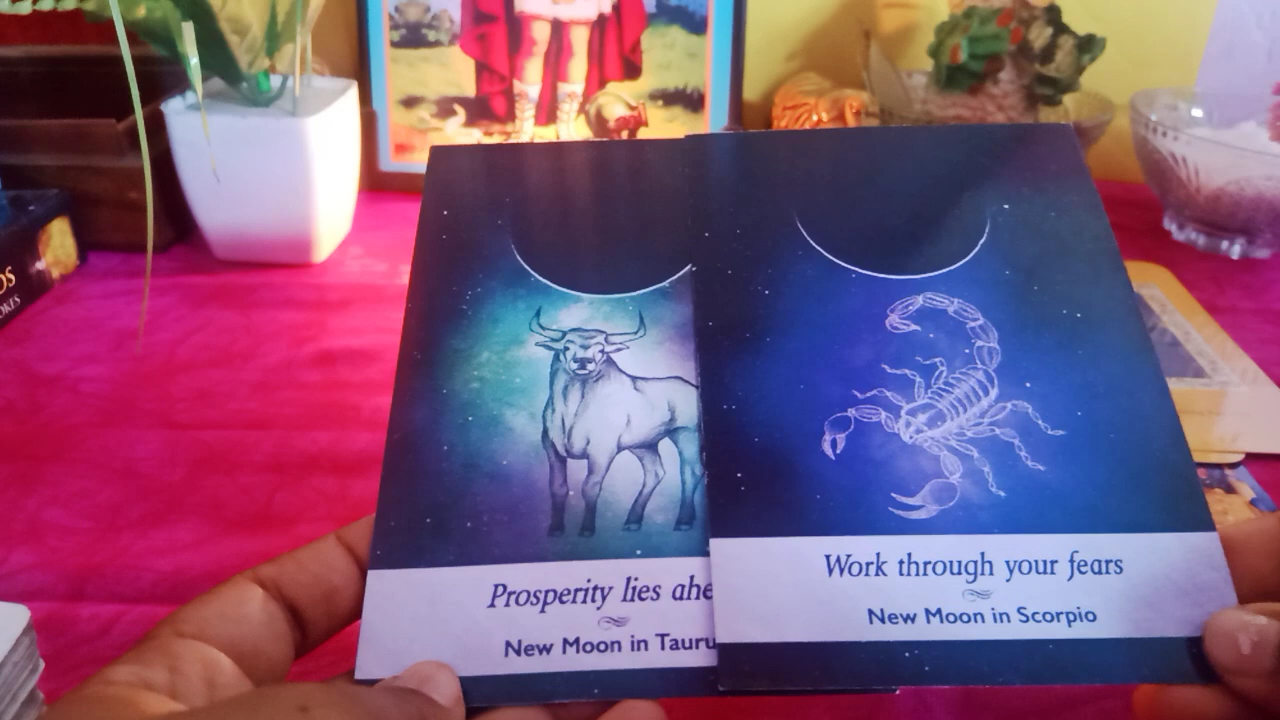 Prosperity lies ahe
New Moon in Tauru
Work through your fears
New Moon in Scorpio